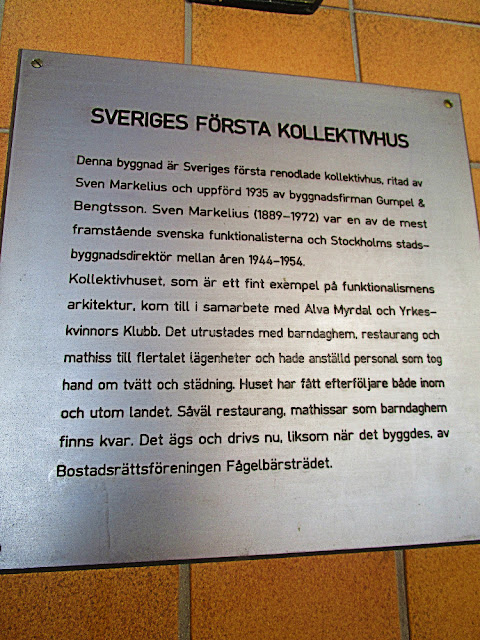 SVERIGES FÖRSTA KOLLEKTIVHUS
Denna byggnad är Sveriges första renodlade kollektivhus, ritad av
Sven Markelius och uppförd 1935 av byggnadsfirman Gumpel &
Bengtsson. Sven Markelius (1889–1972) var en av de mest
framstående svenska funktionalisterna och Stockholms stads-
byggnadsdirektör mellan åren 1944–1954.
Kollektivhuset, som är ett fint exempel på funktionalismens
arkitektur, kom till i samarbete med Alva Myrdal och Yrkes-
kvinnors Klubb. Det utrustades med barndaghem, restaurang och
mathiss till flertalet lägenheter och hade anställd personal som tog
hand om tvätt och städning. Huset har fått efterföljare både inom
och utom landet. Såväl restaurang, mathissar som barndaghem
finns kvar. Det ägs och drivs nu, liksom när det byggdes, av
Bostadsrättsföreningen Fågelbärsträdet.